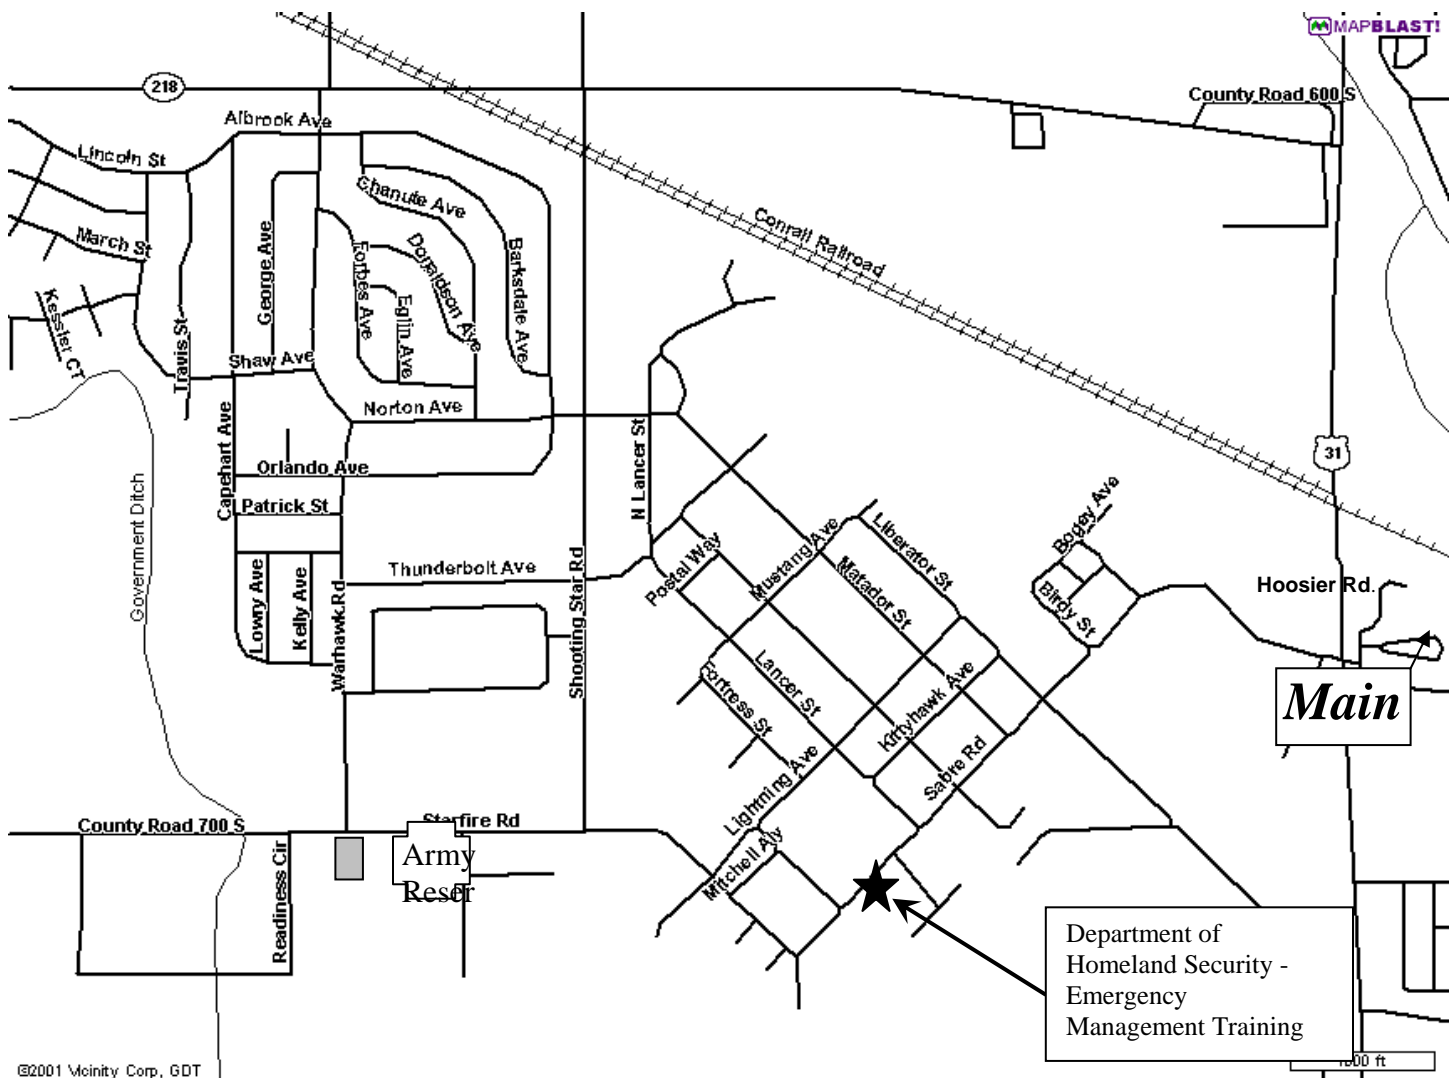 MAPBLAST!
218
County Road 600 S
Albrook Ave
Lincoln St
Chanute Ave
March St
George Ave
Forbes Ave
Donaldson Ave
Barksdale Ave
Eglin Ave
Conrail Railroad
Kessler CT
Travis St
Shaw Ave
Norton Ave
Capehart Ave
Orlando Ave
N Lancer St
31
Patrick St
Government Ditch
Bogey Ave
Liberator St
Mustang Ave
Postal Way
Matador St
Thunderbolt Ave
Lowry Ave
Kelly Ave
Warhawk Rd
Shooting Star Rd
Hoosier Rd.
Birdy St
Main
Fortress St
Lancer St
Kittyhawk Ave
Sabre Rd
Lightning Ave
County Road 700 S
Starfire Rd
Readiness Cir
Army
Reser
Mitchell Aly
Department of
Homeland Security -
Emergency
Management Training
©2001 Vicinity Corp, GDT